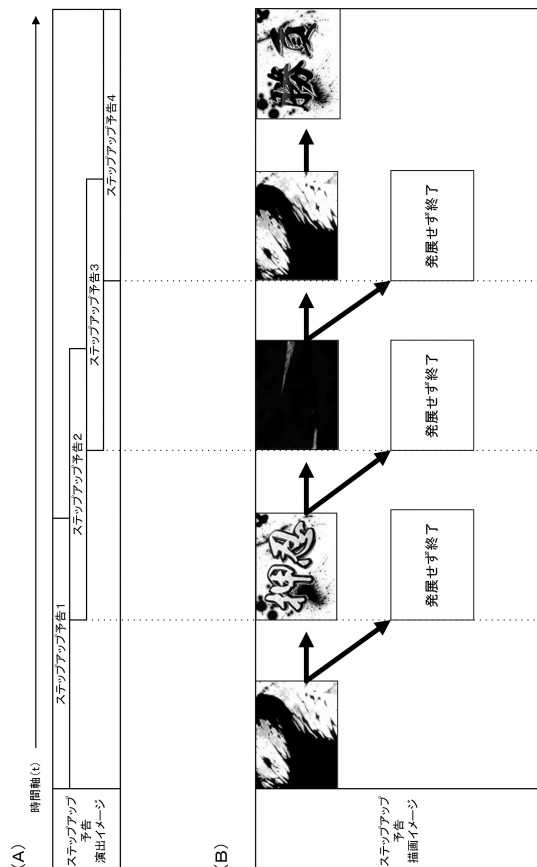 (A)
時間軸(t)
ステップアップ
予告
演出イメージ
ステップアップ予告1
ステップアップ予告2
ステップアップ予告3
ステップアップ予告4
(B)
ステップアップ
予告
描画イメージ
押忍
勝負
発展せず終了
発展せず終了
発展せず終了